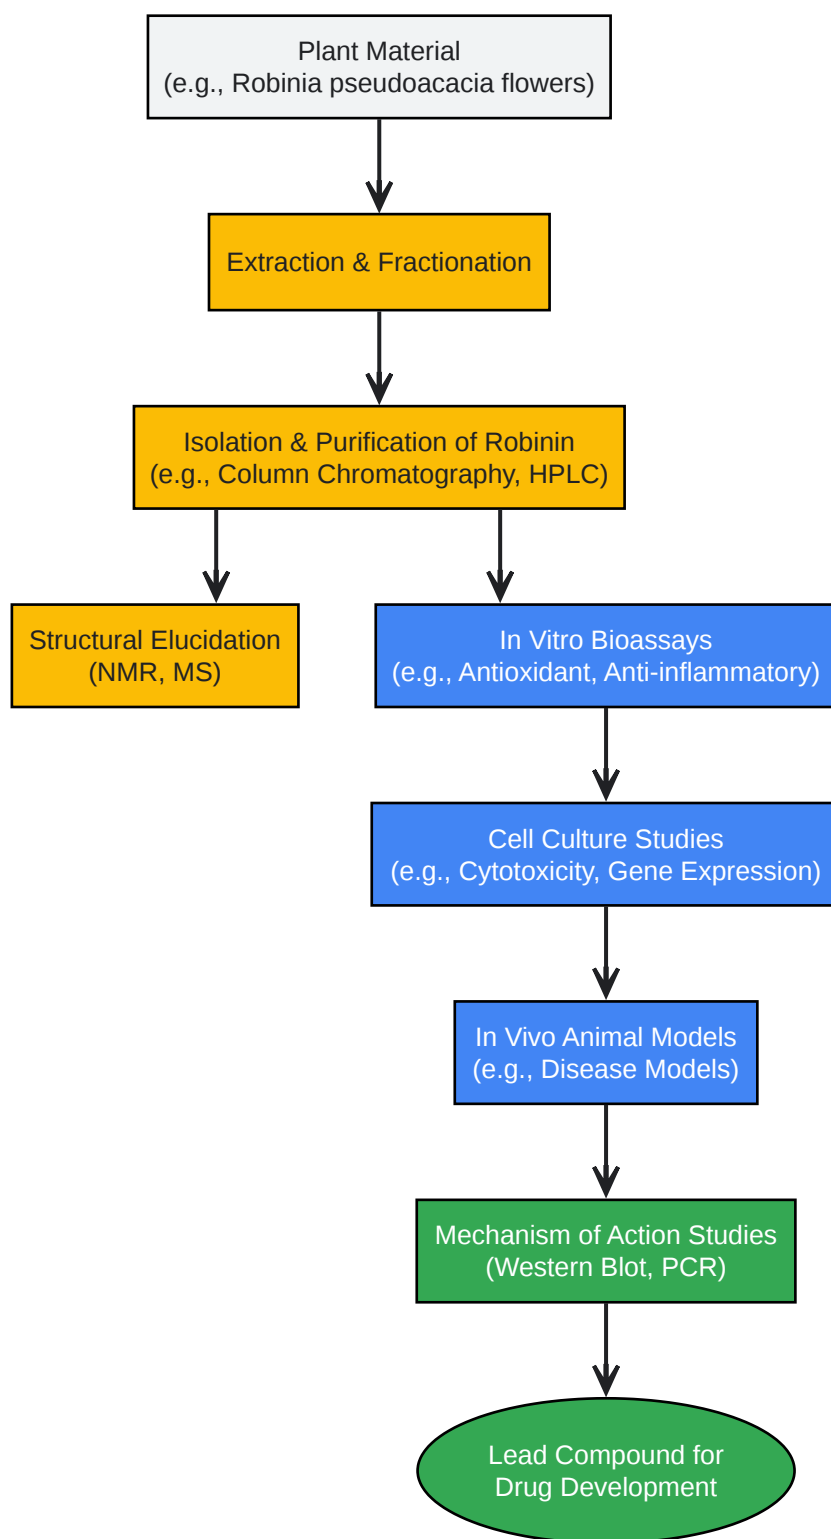 Plant Material
(e.g., Robinia pseudoacacia flowers)
Extraction & Fractionation
Isolation & Purification of Robinin
(e.g., Column Chromatography, HPLC)
Structural Elucidation
(NMR, MS)
In Vitro Bioassays
(e.g., Antioxidant, Anti-inflammatory)
Cell Culture Studies
(e.g., Cytotoxicity, Gene Expression)
In Vivo Animal Models
(e.g., Disease Models)
Mechanism of Action Studies
(Western Blot, PCR)
Lead Compound for
Drug Development